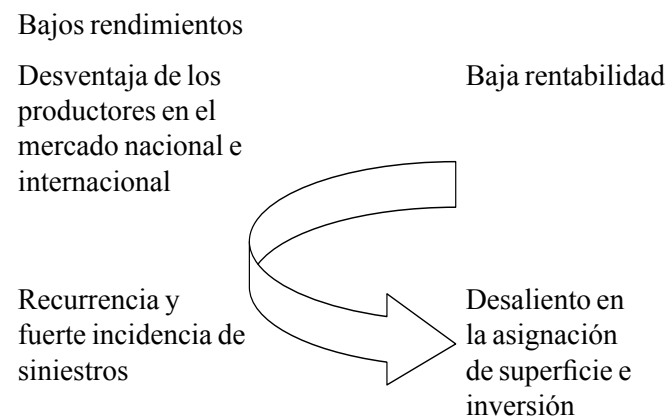 Bajos rendimientos
Desventaja de los
productores en el
mercado nacional e
internacional
Baja rentabilidad
Recurrencia y
fuerte incidencia de
siniestros
Desaliento en
la asignación
de superficie e
inversión